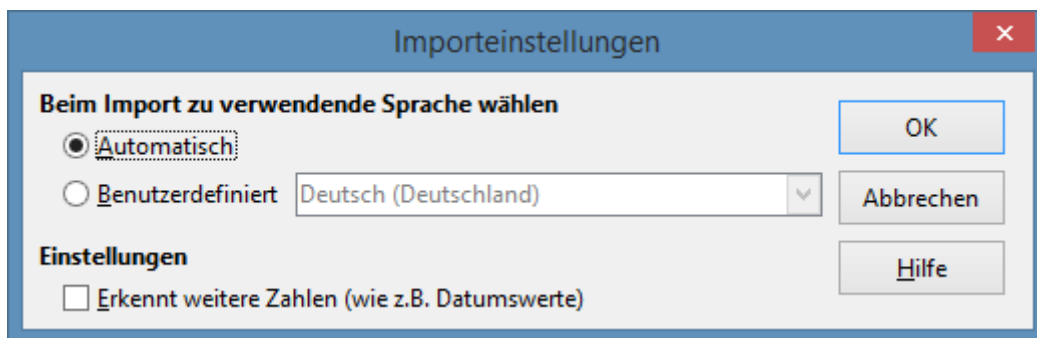 Importeinstellungen
Beim Import zu verwendende Sprache wählen
Automatisch
Benutzerdefiniert Deutsch (Deutschland)
Einstellungen
Erkennt weitere Zahlen (wie z.B. Datumswerte)
OK
Abbrechen
Hilfe